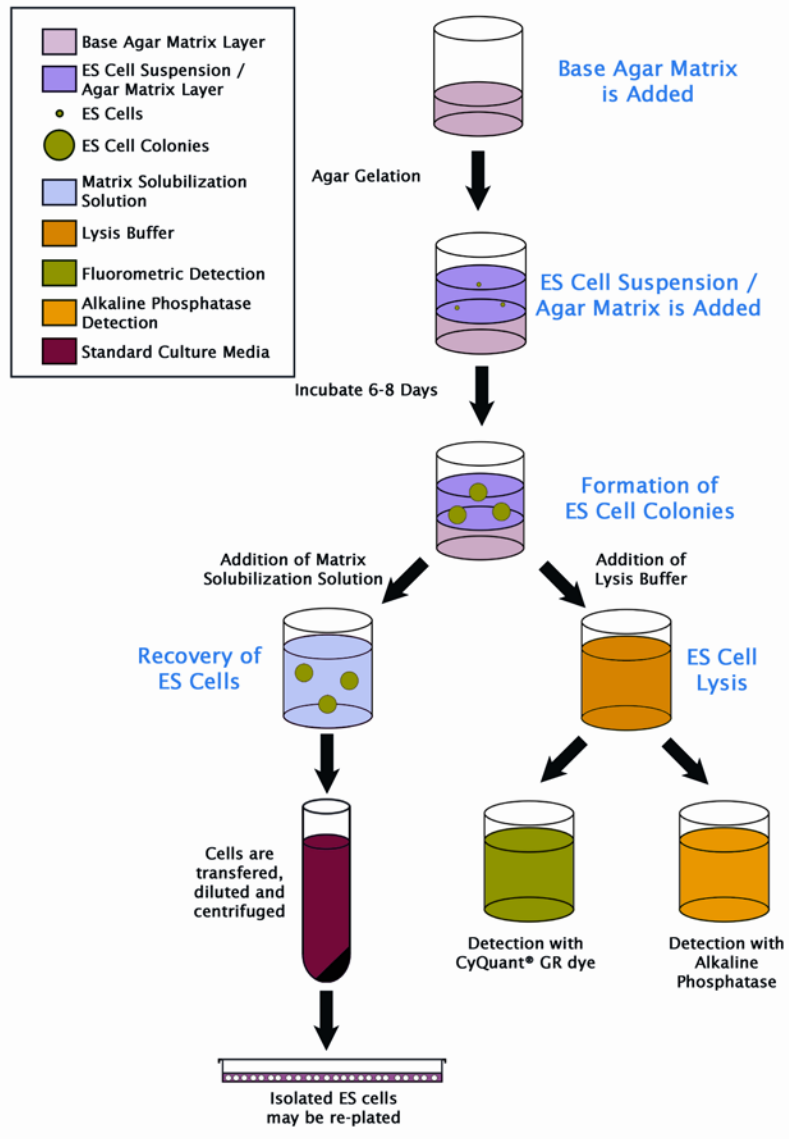 Base Agar Matrix Layer
ES Cell Suspension /
Agar Matrix Layer
ES Cells
ES Cell Colonies
Matrix Solubilization
Solution
Lysis Buffer
Fluorometric Detection
Alkaline Phosphatase
Detection
Standard Culture Media
Base Agar Matrix
is Added
Agar Gelation
ES Cell Suspension /
Agar Matrix is Added
Incubate 6-8 Days
Formation of
ES Cell Colonies
Addition of Matrix
Solubilization Solution
Addition of
Lysis Buffer
Recovery of
ES Cells
ES Cell
Lysis
Cells are
transfered,
diluted and
centrifuged
Detection with
CyQuant® GR dye
Detection with
Alkaline
Phosphatase
Isolated ES cells
may be re-plated